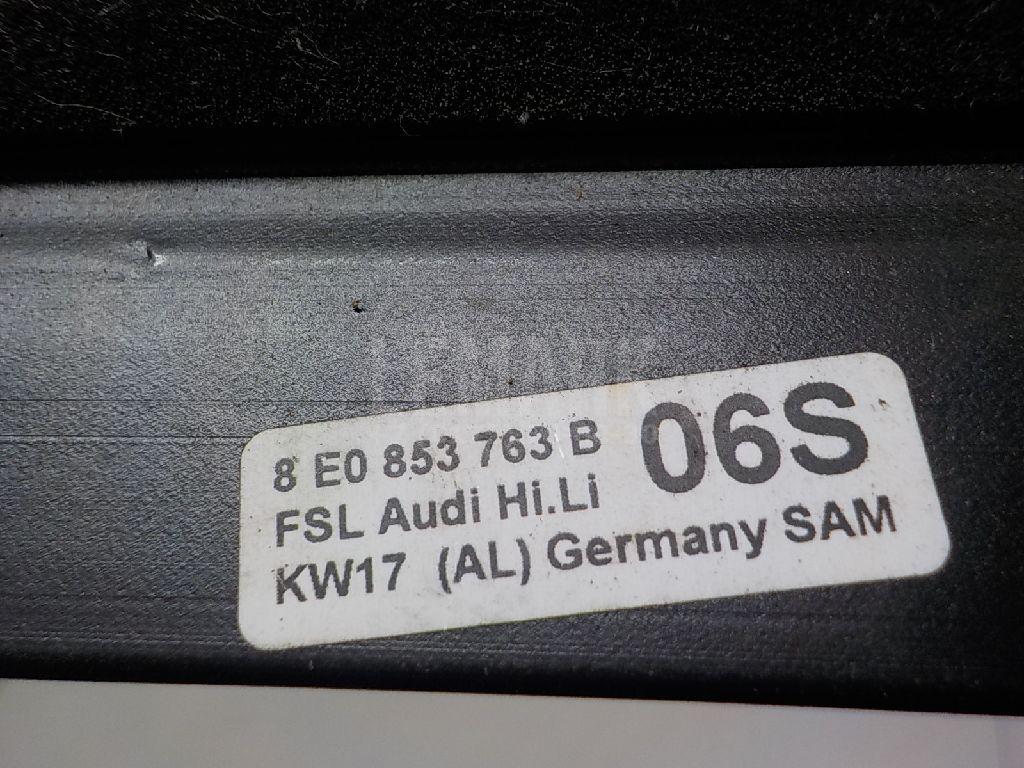 8 E0 853 763 B 06S
FSL Audi Hi.Li
KW17 (AL) Germany SAM